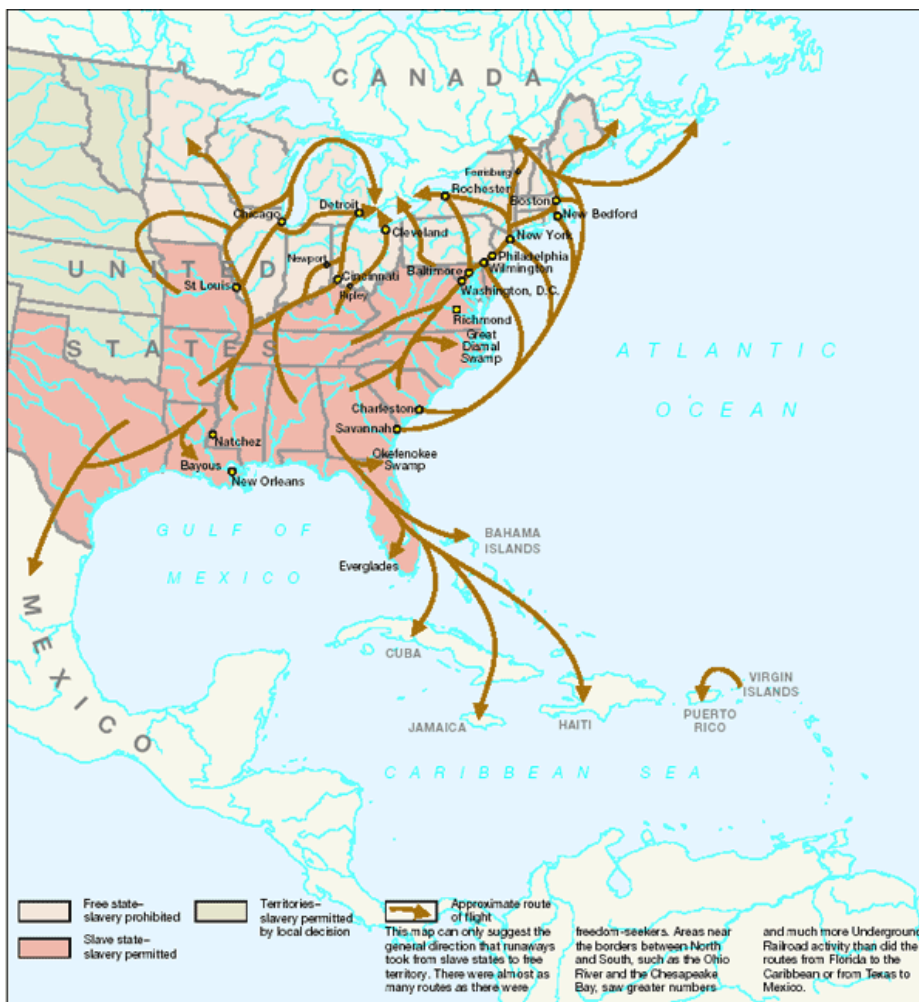 CANADA
Ferrisburg
Rochester
Boston
Detroit
Chicago
New Bedford
Cleveland
New York
Newport
Philadelphia
UNITED
Baltimore
Wilmington
Cincinnati
St Louis
Ripley
Washington, D.C.
Richmond
STATES
Great
Dismal
Swamp
ATLANTIC
OCEAN
Charleston
Savannah
Natchez
Bayous
Okefenokee
Swamp
New Orleans
GULF OF
MEXICO
BAHAMA
ISLANDS
Everglades
MEXICO
CUBA
VIRGIN
ISLANDS
JAMAICA
HAITI
PUERTO
RICO
CARIBBEAN SEA
Free state–
slavery prohibited
Slave state–
slavery permitted
Territories–
slavery permitted
by local decision
Approximate route
of flight
This map can only suggest the
general direction that runaways
took from slave states to free
territory. There were almost as
many routes as there were
freedom-seekers. Areas near
the borders between North
and South, such as the Ohio
River and the Chesapeake
Bay, saw greater numbers
and much more Underground
Railroad activity than did the
routes from Florida to the
Caribbean or from Texas to
Mexico.